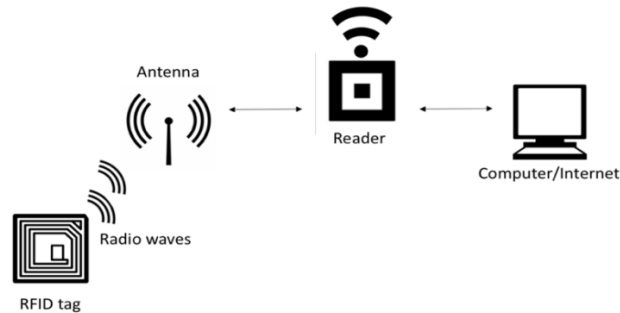 Antenna
Reader
Computer/Internet
Radio waves
RFID tag